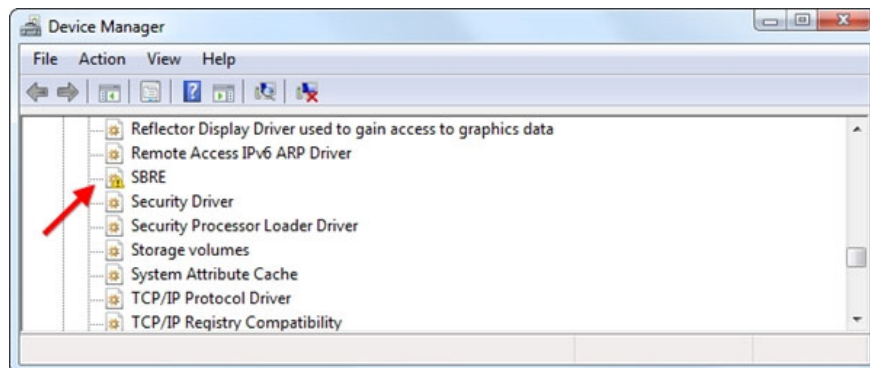 Device Manager
File Action View Help
Reflector Display Driver used to gain access to graphics data
Remote Access IPv6 ARP Driver
SBRE
Security Driver
Security Processor Loader Driver
Storage volumes
System Attribute Cache
TCP/IP Protocol Driver
TCP/IP Registry Compatibility